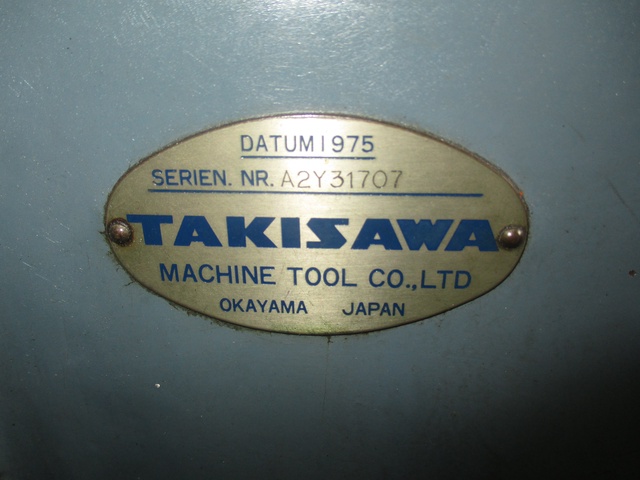 DATUM 1975
SERIEN. NR. A2Y31707
TAKISAWA
MACHINE TOOL CO.,LTD
OKAYAMA JAPAN